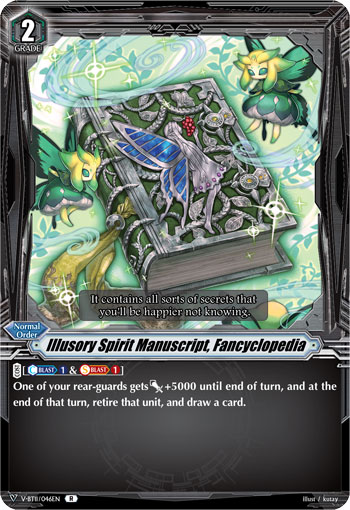 2
GRADE
It contains all sorts of secrets that
you'll be happier not knowing.
Normal
Order
Illusory Spirit Manuscript, Fancyclopedia
COST [C BLAST 1 & S BLAST 1]
One of your rear-guards gets +5000 until end of turn, and at the
end of that turn, retire that unit, and draw a card.
V V-BT11/046EN R Illust / kutay